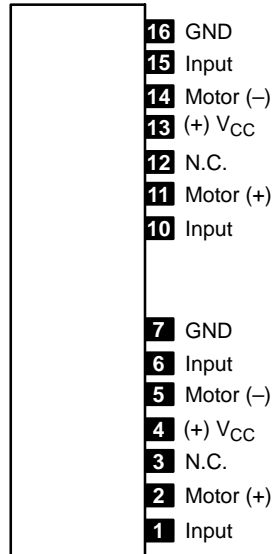 16 GND
15 Input
14 Motor (–)
13 (+) VCC
12 N.C.
11 Motor (+)
10 Input
7 GND
6 Input
5 Motor (–)
4 (+) VCC
3 N.C.
2 Motor (+)
1 Input